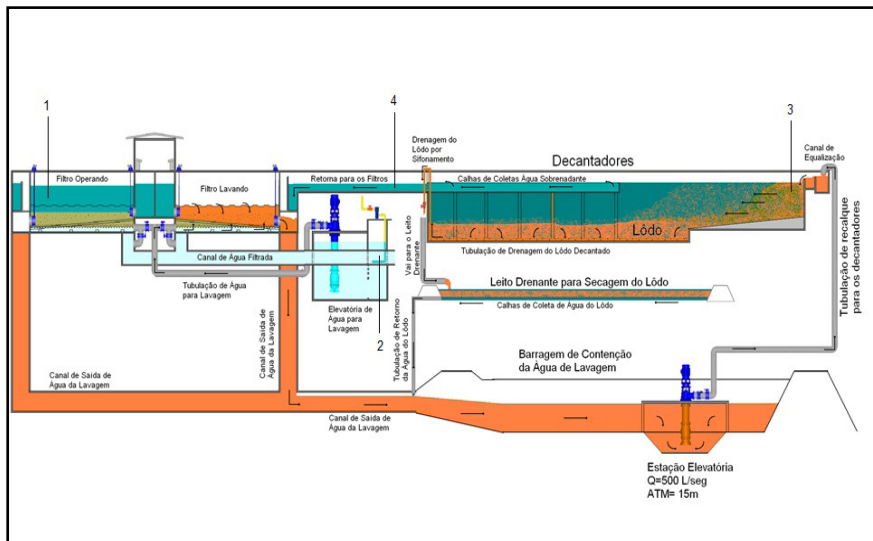 1
4
3
Drenagem do
Lôdo por
Sifonamento
Decantadores
Canal de
Equalização
Filtro Operando
Filtro Lavando
Retorna para os Filtros
Calhas de Coletas Água Sobrenadante
Lôdo
Tubulação de Drenagem do Lôdo Decantado
Canal de Água Filtrada
Vai para o Leito
Drenante
Tubulação de Água
para Lavagem
Elevatória de
Água para
Lavagem
2
Leito Drenante para Secagem do Lôdo
Calhas de Coleta de Água do Lôdo
Tubulação de recalque
para os decantadores
Canal de Saída de
Água da Lavagem
Tubulação de Retorno
da Água do Lôdo
Barragem de Contenção
da Água de Lavagem
Canal de Saída de
Água da Lavagem
Canal de Saída de
Água da Lavagem
Estação Elevatória
Q=500 L/seg
ATM= 15m